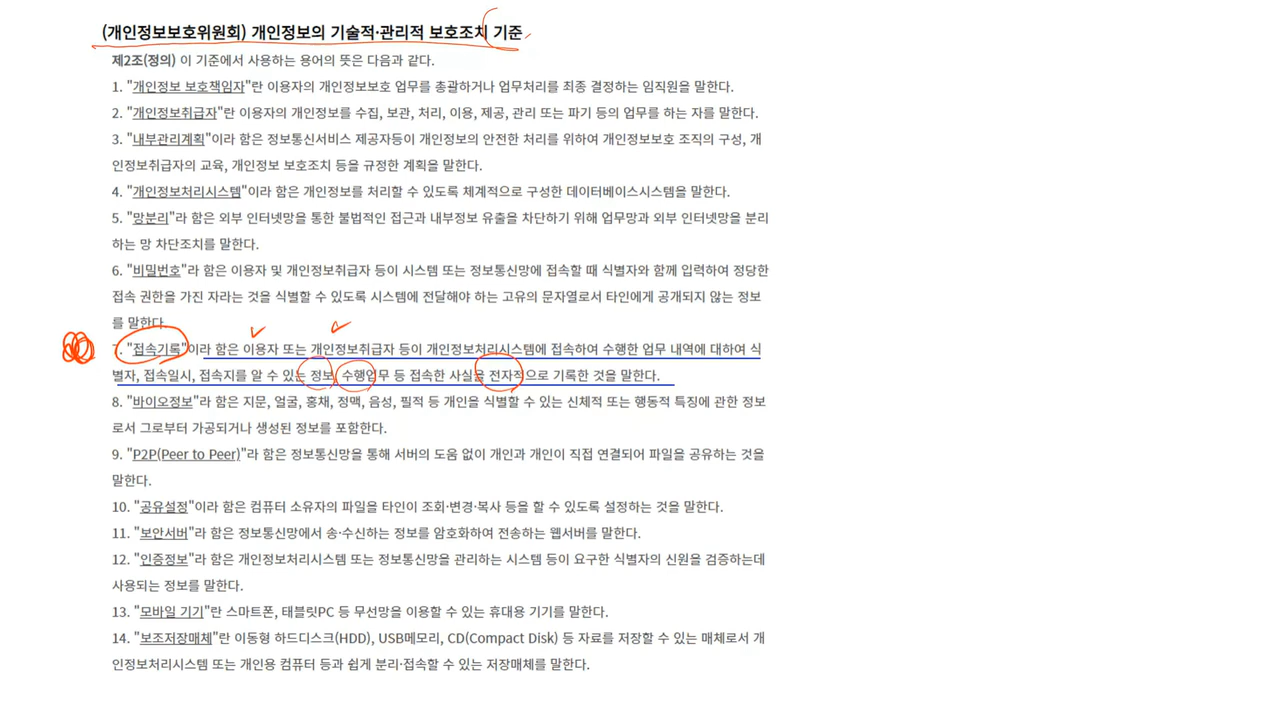 (개인정보보호위원회) 개인정보의 기술적·관리적 보호조치 기준
제2조(정의) 이 기준에서 사용하는 용어의 뜻은 다음과 같다.
1. "개인정보 보호책임자"란 이용자의 개인정보보호 업무를 총괄하거나 업무처리를 최종 결정하는 임직원을 말한다.
2. "개인정보취급자"란 이용자의 개인정보를 수집, 보관, 처리, 이용, 제공, 관리 또는 파기 등의 업무를 하는 자를 말한다.
3. "내부관리계획"이라 함은 정보통신서비스 제공자등이 개인정보의 안전한 처리를 위하여 개인정보보호 조직의 구성, 개
인정보취급자의 교육, 개인정보 보호조치 등을 규정한 계획을 말한다.
4. "개인정보처리시스템"이라 함은 개인정보를 처리할 수 있도록 체계적으로 구성한 데이터베이스시스템을 말한다.
5. "망분리"라 함은 외부 인터넷망을 통한 불법적인 접근과 내부정보 유출을 차단하기 위해 업무망과 외부 인터넷망을 분리
하는 망 차단조치를 말한다.
6. "비밀번호"라 함은 이용자 및 개인정보취급자 등이 시스템 또는 정보통신망에 접속할 때 식별자와 함께 입력하여 정당한
접속 권한을 가진 자라는 것을 식별할 수 있도록 시스템에 전달해야 하는 고유의 문자열로서 타인에게 공개되지 않는 정보
를 말한다.
7. "접속기록"이라 함은 이용자 또는 개인정보취급자 등이 개인정보처리시스템에 접속하여 수행한 업무 내역에 대하여 식
별자, 접속일시, 접속지를 알 수 있는 정보, 수행업무 등 접속한 사실을 전자적으로 기록한 것을 말한다.
8. "바이오정보"라 함은 지문, 얼굴, 홍채, 정맥, 음성, 필적 등 개인을 식별할 수 있는 신체적 또는 행동적 특징에 관한 정보
로서 그로부터 가공되거나 생성된 정보를 포함한다.
9. "P2P(Peer to Peer)"라 함은 정보통신망을 통해 서버의 도움 없이 개인과 개인이 직접 연결되어 파일을 공유하는 것을
말한다.
10. "공유설정"이라 함은 컴퓨터 소유자의 파일을 타인이 조회·변경·복사 등을 할 수 있도록 설정하는 것을 말한다.
11. "보안서버"라 함은 정보통신망에서 송·수신하는 정보를 암호화하여 전송하는 웹서버를 말한다.
12. "인증정보"라 함은 개인정보처리시스템 또는 정보통신망을 관리하는 시스템 등이 요구한 식별자의 신원을 검증하는데
사용되는 정보를 말한다.
13. "모바일 기기"란 스마트폰, 태블릿PC 등 무선망을 이용할 수 있는 휴대용 기기를 말한다.
14. "보조저장매체"란 이동형 하드디스크(HDD), USB메모리, CD(Compact Disk) 등 자료를 저장할 수 있는 매체로서 개
인정보처리시스템 또는 개인용 컴퓨터 등과 쉽게 분리·접속할 수 있는 저장매체를 말한다.